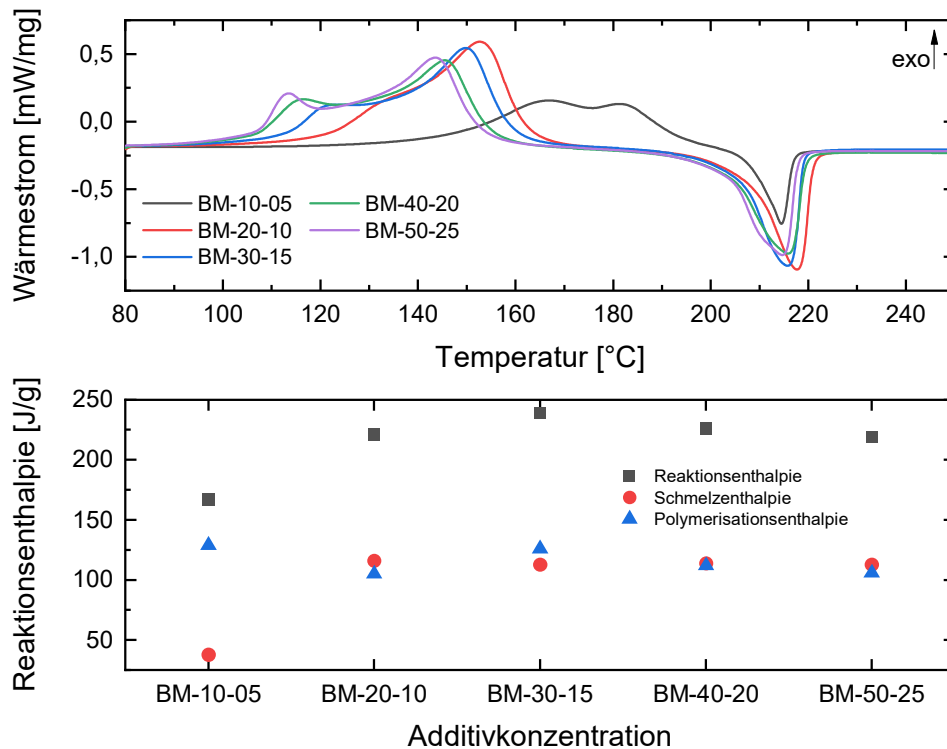 Wärmestrom [mW/mg]
0,5
0,0
-0,5
-1,0
exo
BM-10-05
BM-40-20
BM-20-10
BM-50-25
BM-30-15
80 100 120 140 160 180 200 220 240
Temperatur [°C]
Reaktionsenthalpie [J/g]
250
200
150
100
50
Reaktionsenthalpie
Schmelzenthalpie
Polymerisationsenthalpie
BM-10-05 BM-20-10 BM-30-15 BM-40-20 BM-50-25
Additivkonzentration